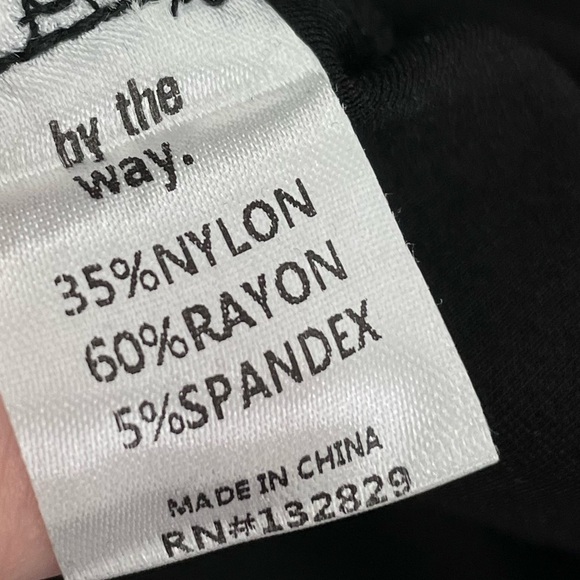 by the
way.
35%NYLON
60%RAYON
5%SPANDEX
MADE IN CHINA
RN#132829